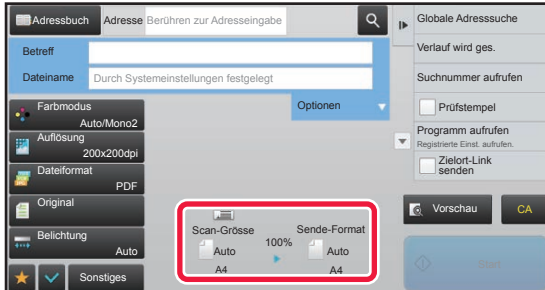 Adressbuch
Adresse
Berühren zur Adresseingabe
Globale Adresssuche
Betreff
Verlauf wird ges.
Dateiname
Durch Systemeinstellungen festgelegt
Suchnummer aufrufen
Optionen
Farbmodus
Auto/Mono2
Prüfstempel
Auflösung
200x200dpi
Programm aufrufen
Registrierte Einst. aufrufen.
Dateiformat
PDF
Zielort-Link
senden
Original
Vorschau
CA
Scan-Grösse
100%
Sende-Format
Belichtung
Auto
Auto
Auto
A4
A4
Sonstiges
Start